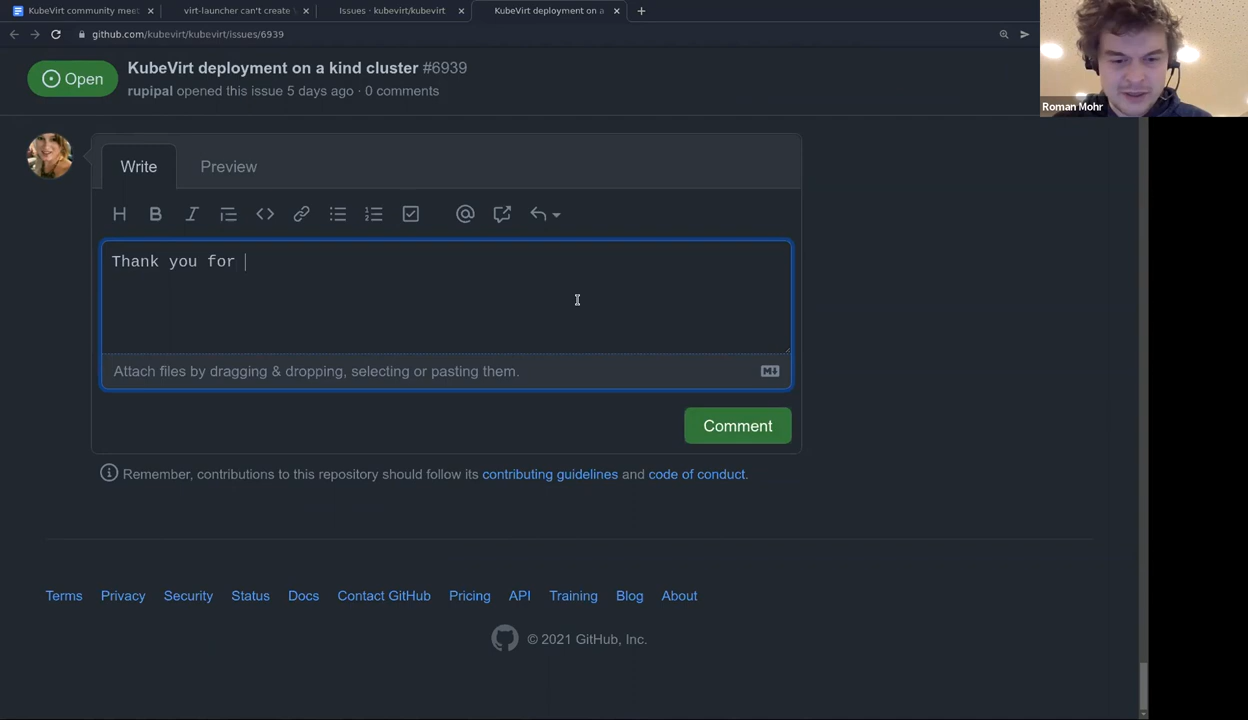 KubeVirt community meet
virt-launcher can't create
Issues · kubevirt/kubevirt
KubeVirt deployment on a
github.com/kubevirt/kubevirt/issues/6939
Roman Mohr
Open
KubeVirt deployment on a kind cluster #6939
rupipal opened this issue 5 days ago · 0 comments
Write
Preview
Thank you for
Attach files by dragging & dropping, selecting or pasting them.
Comment
Remember, contributions to this repository should follow its contributing guidelines and code of conduct.
Terms Privacy Security Status Docs Contact GitHub Pricing API Training Blog About
© 2021 GitHub, Inc.